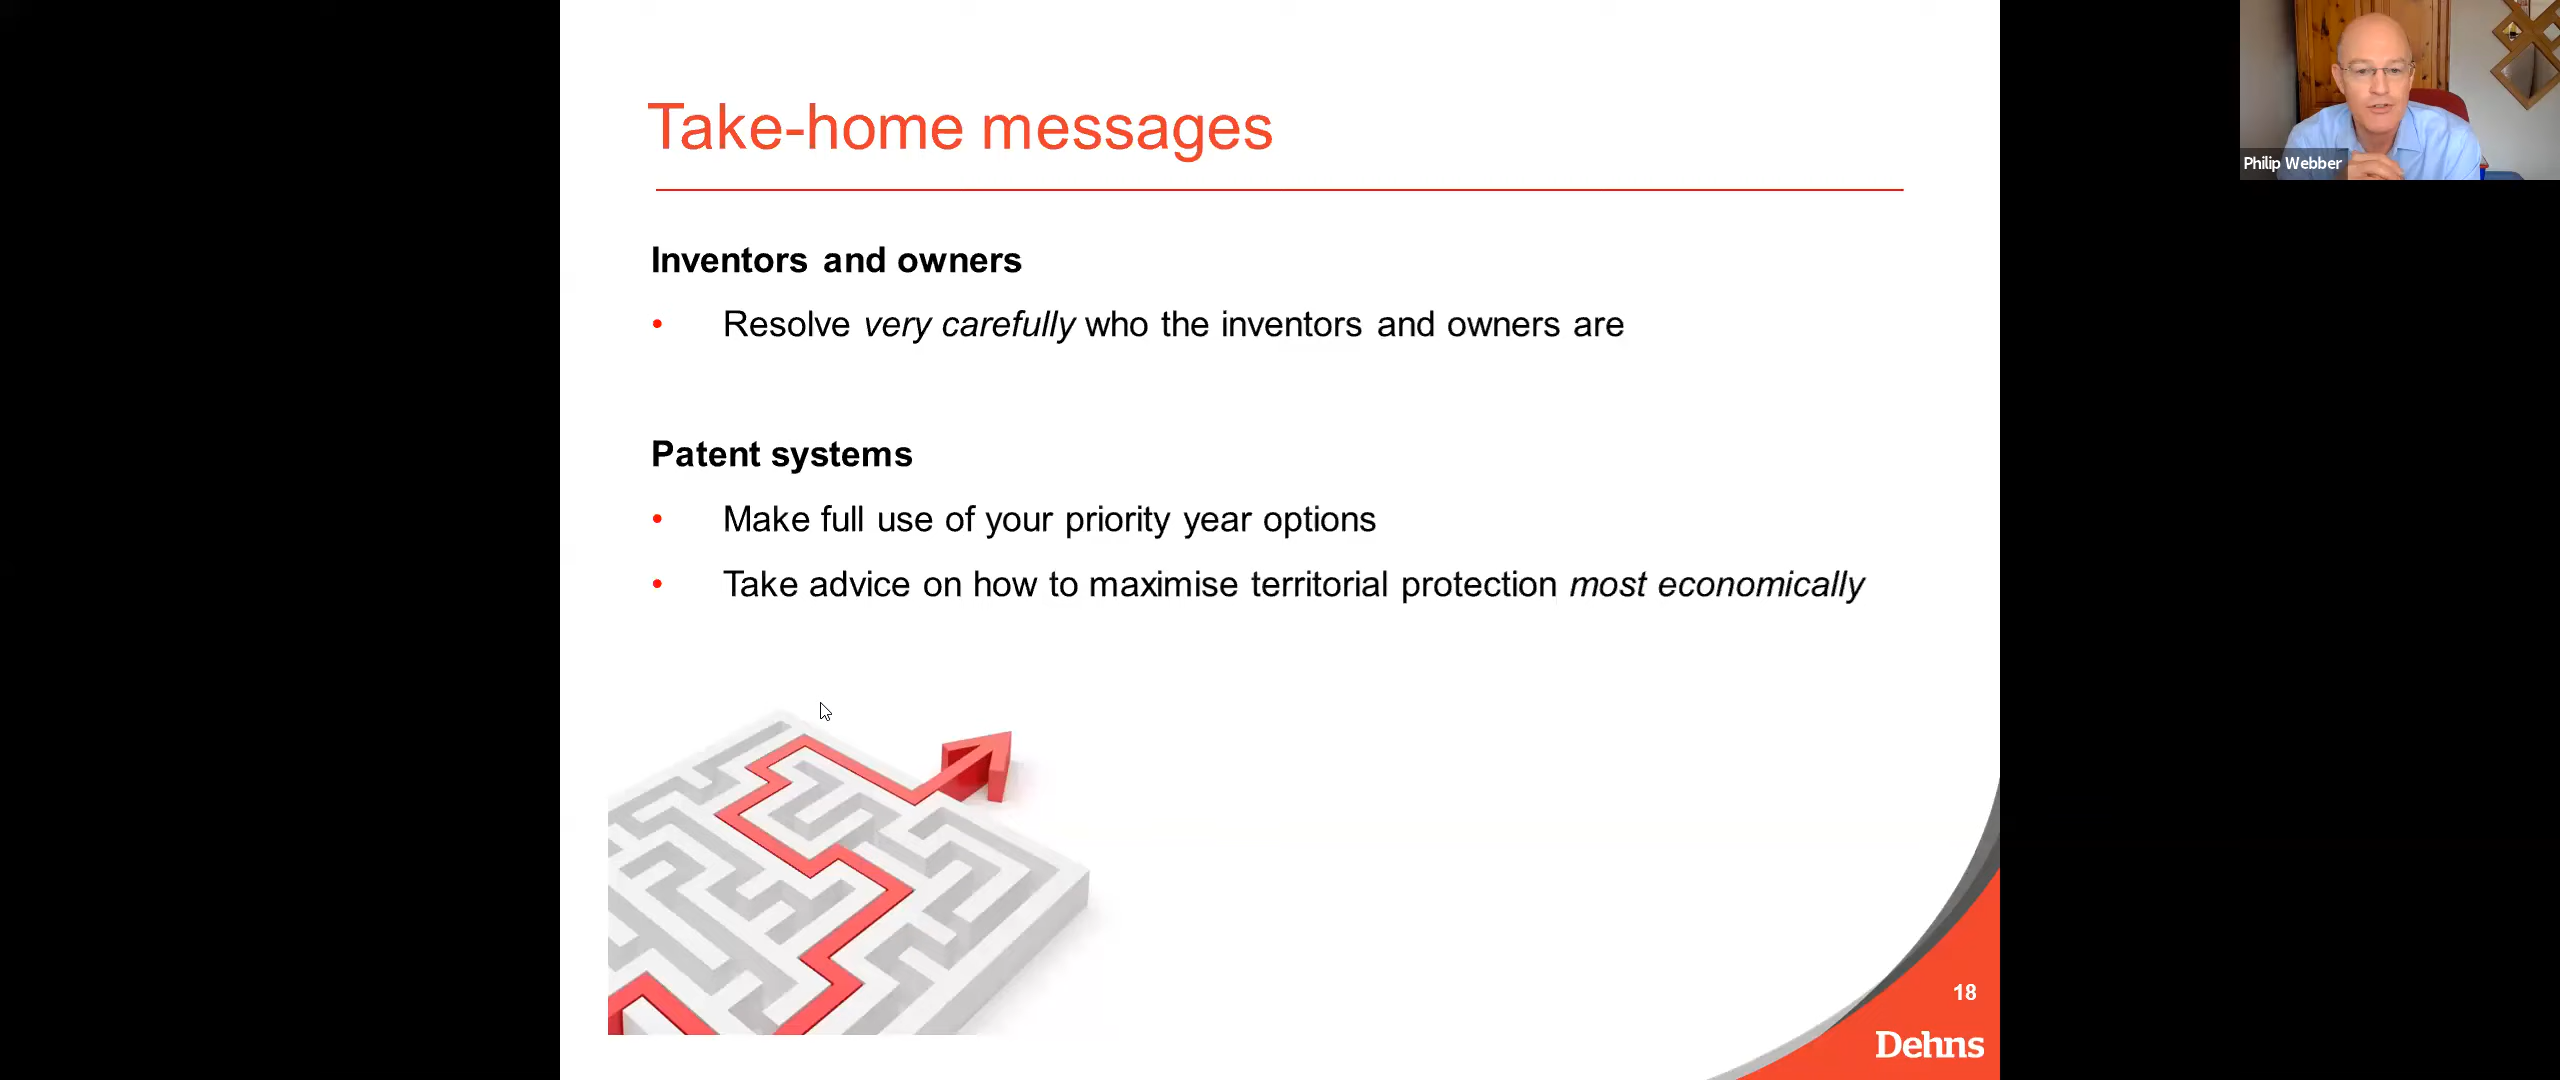 Take-home messages
Inventors and owners
• Resolve very carefully who the inventors and owners are
Patent systems
• Make full use of your priority year options
• Take advice on how to maximise territorial protection most economically
18
Dehns
Philip Webber